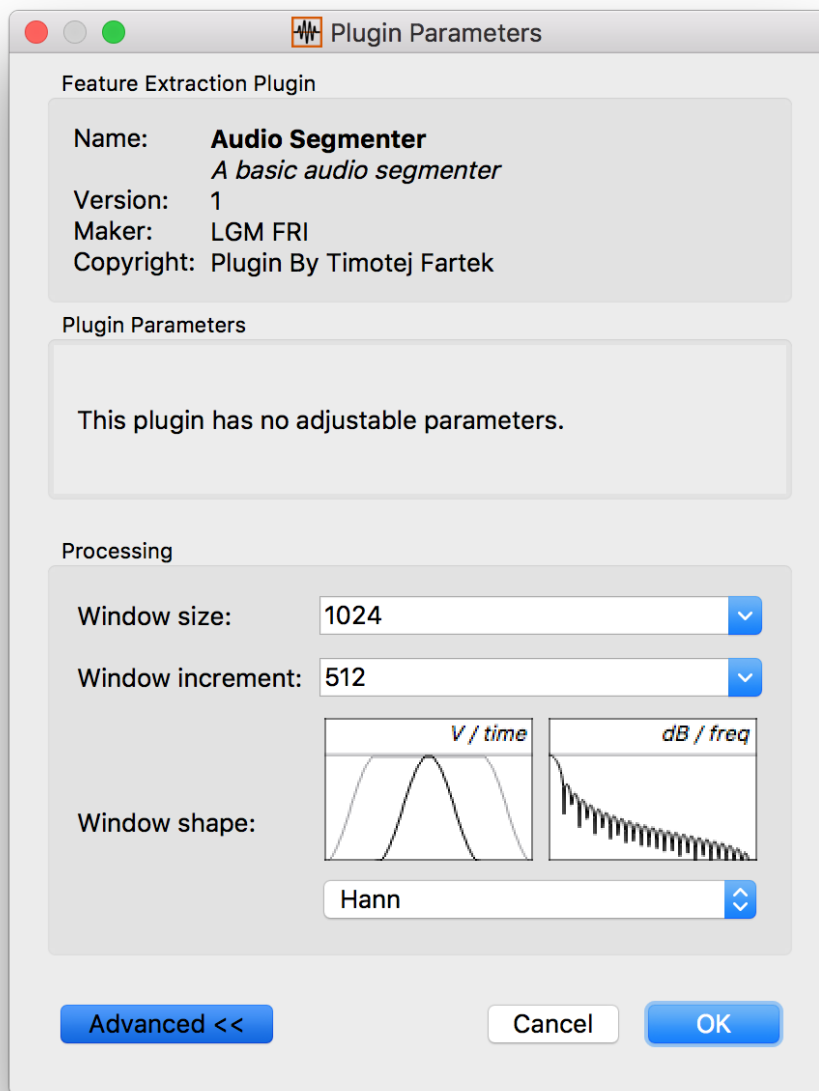 Plugin Parameters
Feature Extraction Plugin
Name: Audio Segmenter
A basic audio segmenter
Version: 1
Maker: LGM FRI
Copyright: Plugin By Timotej Fartek
Plugin Parameters
This plugin has no adjustable parameters.
Processing
Window size: 1024
Window increment: 512
V / time dB / freq
Window shape:
Hann
Advanced << Cancel OK